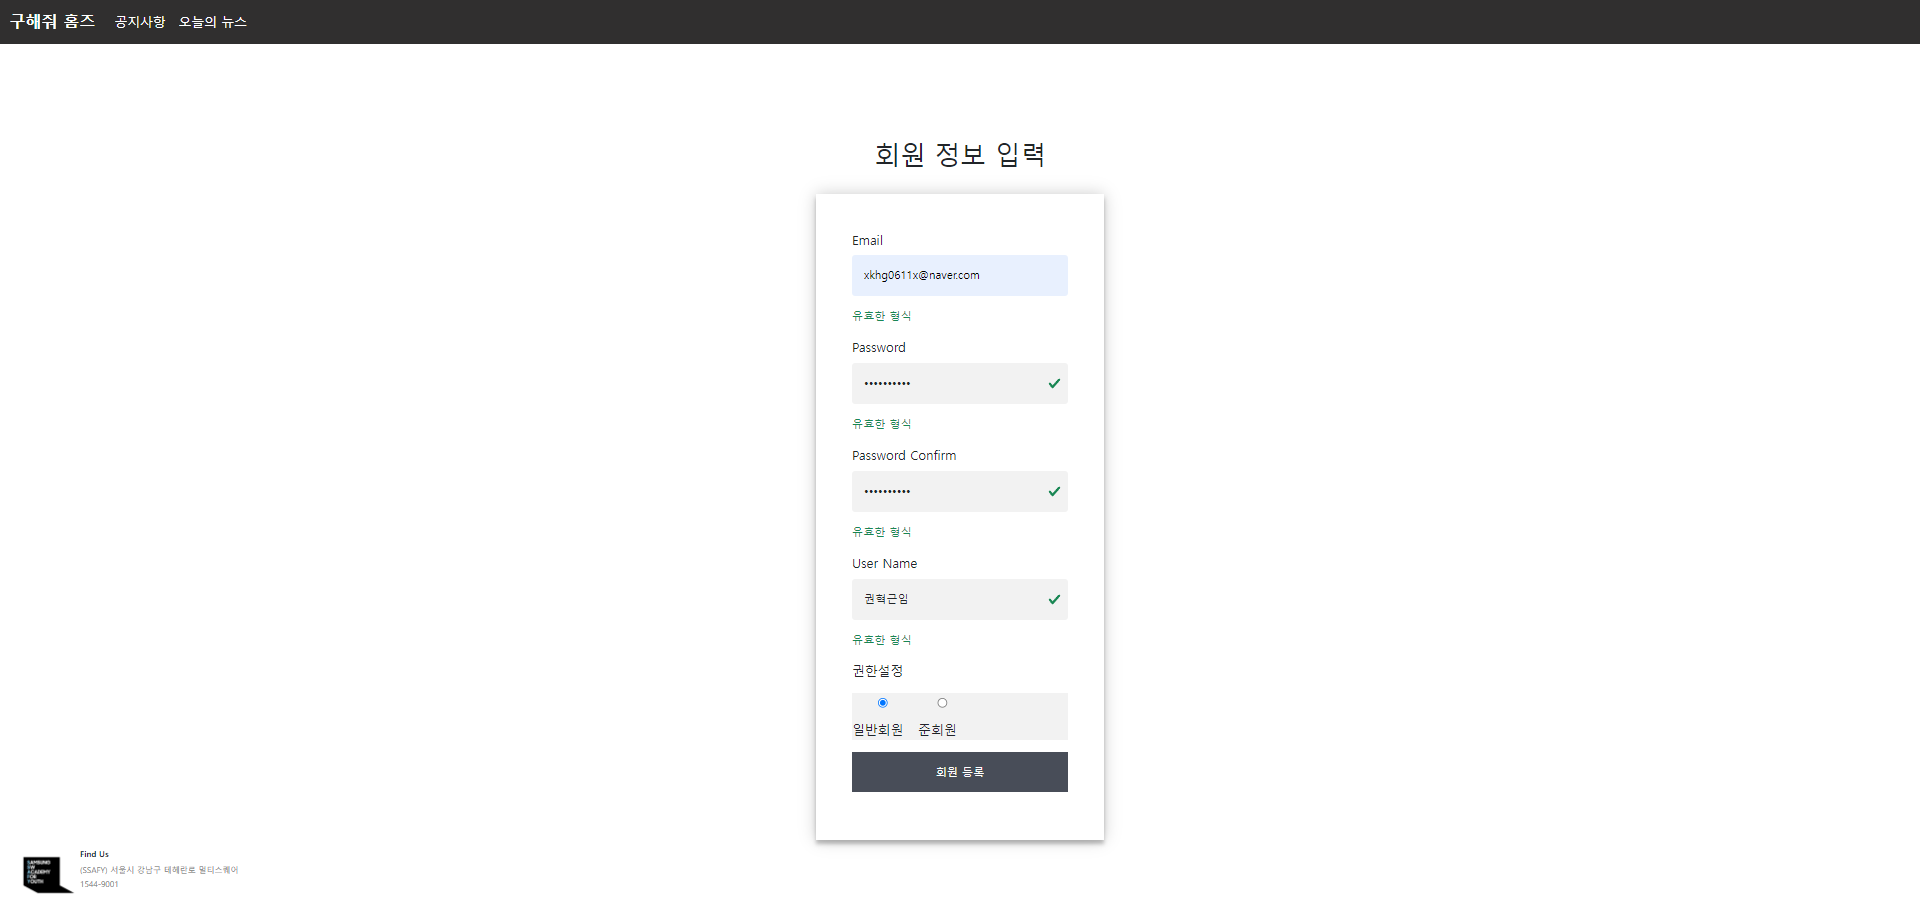 구해줘 홈즈 공지사항 오늘의 뉴스
회원 정보 입력
Email
xkhg0611x@naver.com
유효한 형식
Password
••••••••••
유효한 형식
Password Confirm
••••••••••
유효한 형식
User Name
권혁근임
유효한 형식
권한설정
일반회원 준회원
회원 등록
SAMSUNG
SW
ACADEMY
FOR
YOUTH
Find Us
(SSAFY) 서울시 강남구 테헤란로 멀티스퀘어
1544-9001